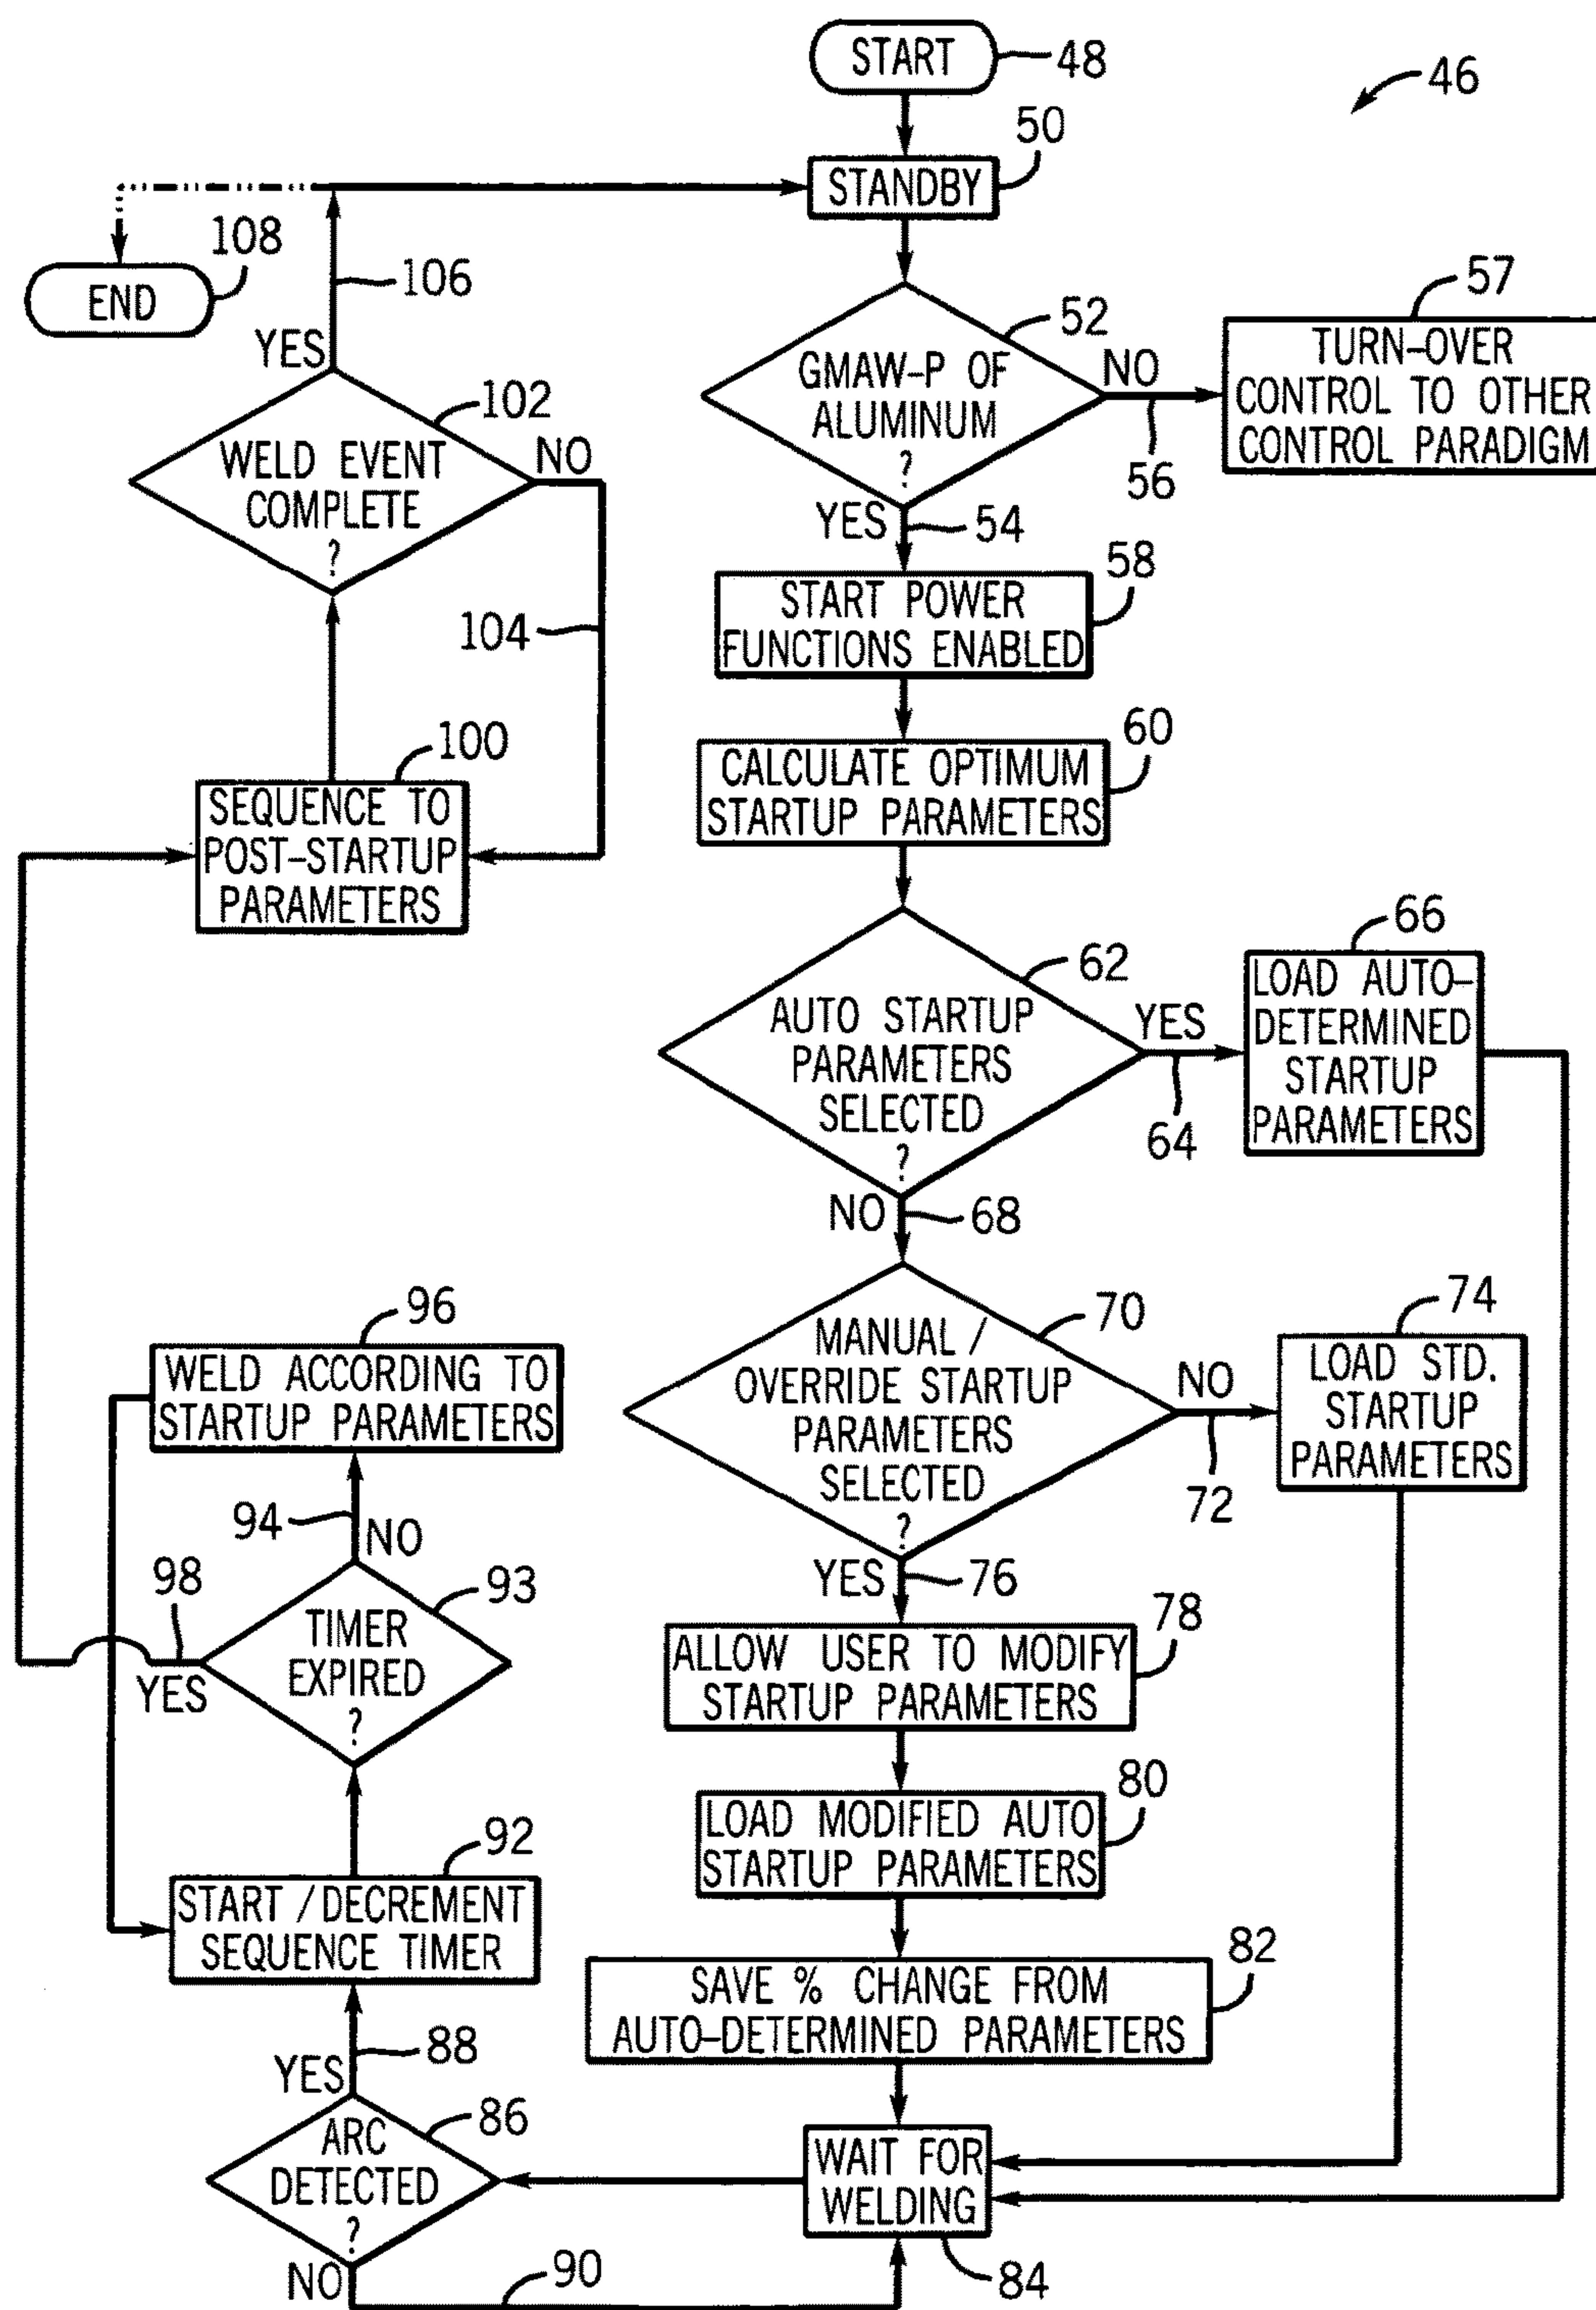 START
48
46
50
STANDBY
108
END
106
YES
52
GMAW-P OF
ALUMINUM
?
NO
56
57
TURN-OVER
CONTROL TO OTHER
CONTROL PARADIGM
102
WELD EVENT
COMPLETE
?
NO
104
YES
54
58
START POWER
FUNCTIONS ENABLED
60
CALCULATE OPTIMUM
STARTUP PARAMETERS
100
SEQUENCE TO
POST-STARTUP
PARAMETERS
62
AUTO STARTUP
PARAMETERS
SELECTED
?
YES
64
66
LOAD AUTO-
DETERMINED
STARTUP
PARAMETERS
NO
68
70
MANUAL /
OVERRIDE STARTUP
PARAMETERS
SELECTED
?
NO
72
74
LOAD STD.
STARTUP
PARAMETERS
96
WELD ACCORDING TO
STARTUP PARAMETERS
94
NO
98
YES
93
TIMER
EXPIRED
?
YES
76
78
ALLOW USER TO MODIFY
STARTUP PARAMETERS
80
LOAD MODIFIED AUTO
STARTUP PARAMETERS
92
START / DECREMENT
SEQUENCE TIMER
82
SAVE % CHANGE FROM
AUTO-DETERMINED PARAMETERS
YES
88
86
ARC
DETECTED
?
NO
90
WAIT FOR
WELDING
84